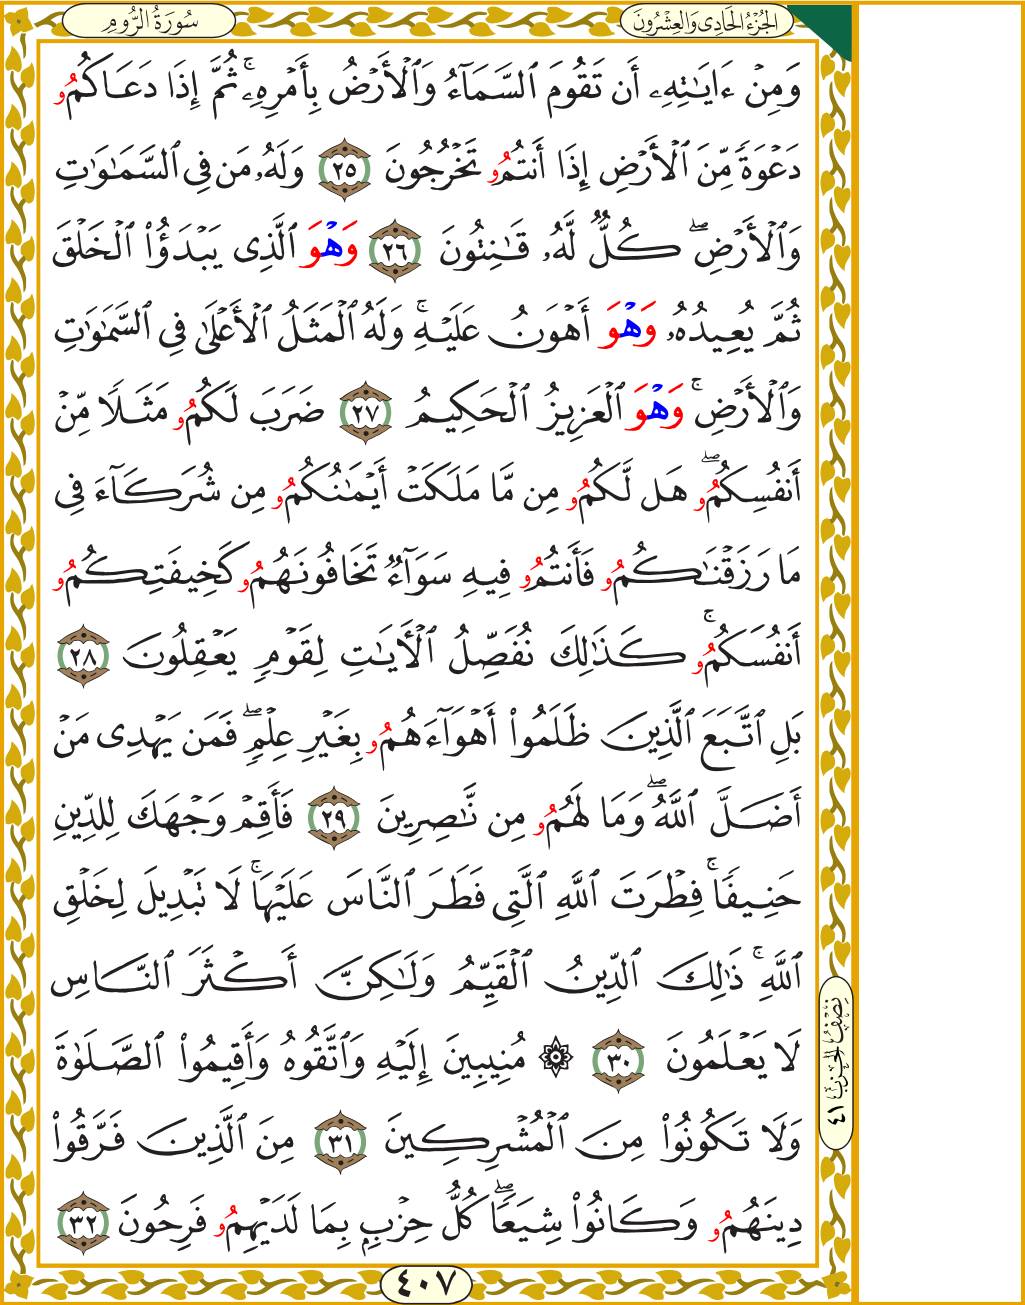 سُورَةُ الرُّومِ
الجُزْءُ الحَادِي وَالعِشْرُونَ
وَمِنْ ءَايَٰتِهِۦ أَن تَقُومَ ٱلسَّمَآءُ وَٱلْأَرْضُ بِأَمْرِهِۦۚ ثُمَّ إِذَا دَعَاكُمُۥ
دَعْوَةً مِّنَ ٱلْأَرْضِ إِذَا أَنتُمُۥ تَخْرُجُونَ ٢٥ وَلَهُۥ مَن فِي ٱلسَّمَٰوَٰتِ
وَٱلْأَرْضِۖ كُلٌّ لَّهُۥ قَٰنِتُونَ ٢٦ وَهْوَ ٱلَّذِي يَبْدَؤُا۟ ٱلْخَلْقَ
ثُمَّ يُعِيدُهُۥ وَهْوَ أَهْوَنُ عَلَيْهِۚ وَلَهُ ٱلْمَثَلُ ٱلْأَعْلَىٰ فِي ٱلسَّمَٰوَٰتِ
وَٱلْأَرْضِۚ وَهْوَ ٱلْعَزِيزُ ٱلْحَكِيمُ ٢٧ ضَرَبَ لَكُمُۥ مَثَلًا مِّنْ
أَنفُسِكُمُۥۖ هَل لَّكُمُۥ مِن مَّا مَلَكَتْ أَيْمَٰنُكُمُۥ مِن شُرَكَآءَ فِي
مَا رَزَقْنَٰكُمُۥ فَأَنتُمُۥ فِيهِ سَوَآءٌ تَخَافُونَهُمُۥ كَخِيفَتِكُمُۥ
أَنفُسَكُمُۥۚ كَذَٰلِكَ نُفَصِّلُ ٱلْأَيَٰتِ لِقَوْمٍ يَعْقِلُونَ ٢٨
بَلِ ٱتَّبَعَ ٱلَّذِينَ ظَلَمُوا۟ أَهْوَآءَهُمُۥ بِغَيْرِ عِلْمٍۖ فَمَن يَهْدِي مَنْ
أَضَلَّ ٱللَّهُۖ وَمَا لَهُمُۥ مِن نَّٰصِرِينَ ٢٩ فَأَقِمْ وَجْهَكَ لِلدِّينِ
حَنِيفًاۚ فِطْرَتَ ٱللَّهِ ٱلَّتِي فَطَرَ ٱلنَّاسَ عَلَيْهَاۚ لَا تَبْدِيلَ لِخَلْقِ
ٱللَّهِۚ ذَٰلِكَ ٱلدِّينُ ٱلْقَيِّمُ وَلَٰكِنَّ أَكْثَرَ ٱلنَّاسِ
لَا يَعْلَمُونَ ٣٠ ۞ مُنِيبِينَ إِلَيْهِ وَٱتَّقُوهُ وَأَقِيمُوا۟ ٱلصَّلَوٰةَ
وَلَا تَكُونُوا۟ مِنَ ٱلْمُشْرِكِينَ ٣١ مِنَ ٱلَّذِينَ فَرَّقُوا۟
دِينَهُمُۥ وَكَانُوا۟ شِيَعًاۖ كُلُّ حِزْبٍ بِمَا لَدَيْهِمُۥ فَرِحُونَ ٣٢
نِصْفُ الحِزْبِ ٤١
٤٠٧